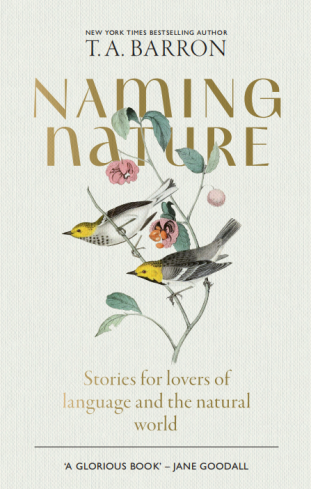 NEW YORK TIMES BESTSELLING AUTHOR
T. A. BARRON
NAMING
NATURE
Stories for lovers of
language and the natural
world
'A GLORIOUS BOOK' – JANE GOODALL